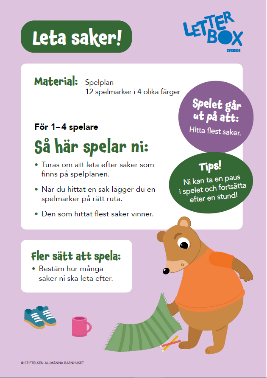 Leta saker!
LETTER
BOX
Material: Spelplan
12 spelmarker i 4 olika färger
Spelet går
ut på att:
Hitta flest saker.
För 1–4 spelare
Så här spelar ni:
• Turas om att leta efter saker som
finns på spelplanen.
• När du hittat en sak lägger du en
spelmarker på rätt ruta.
• Den som hittat flest saker vinner.
Tips!
Ni kan ta en paus
i spelet och fortsätta
efter en stund!
Fler sätt att spela:
• Bestäm hur många
saker ni ska leta efter.